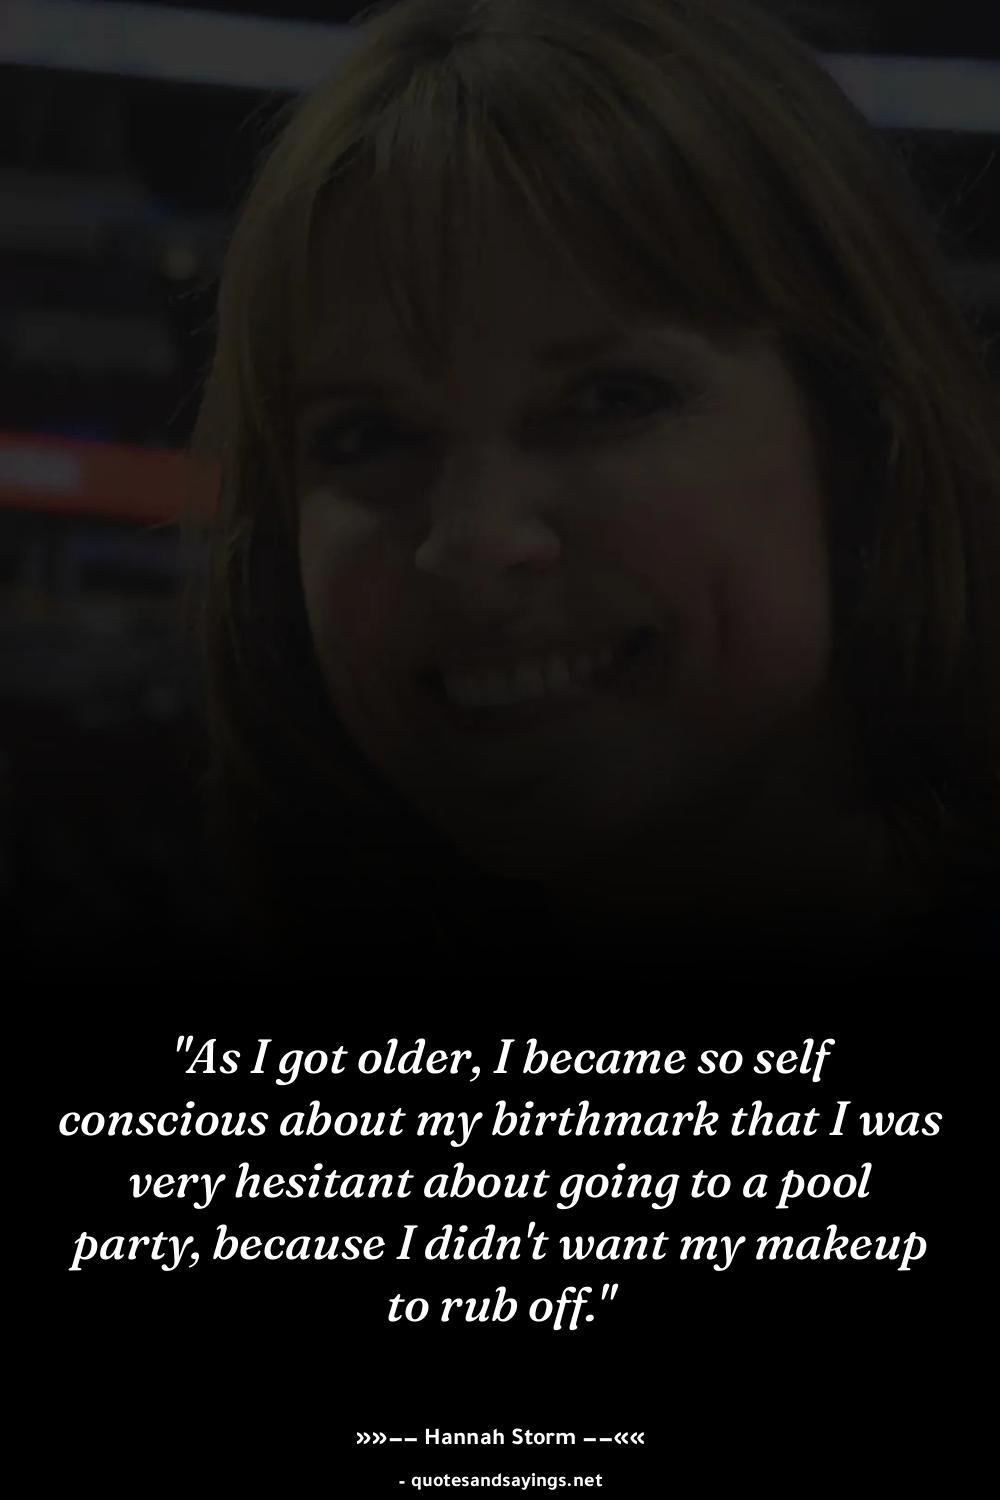 "As I got older, I became so self
conscious about my birthmark that I was
very hesitant about going to a pool
party, because I didn't want my makeup
to rub off."
»»–– Hannah Storm ––««
- quotesandsayings.net